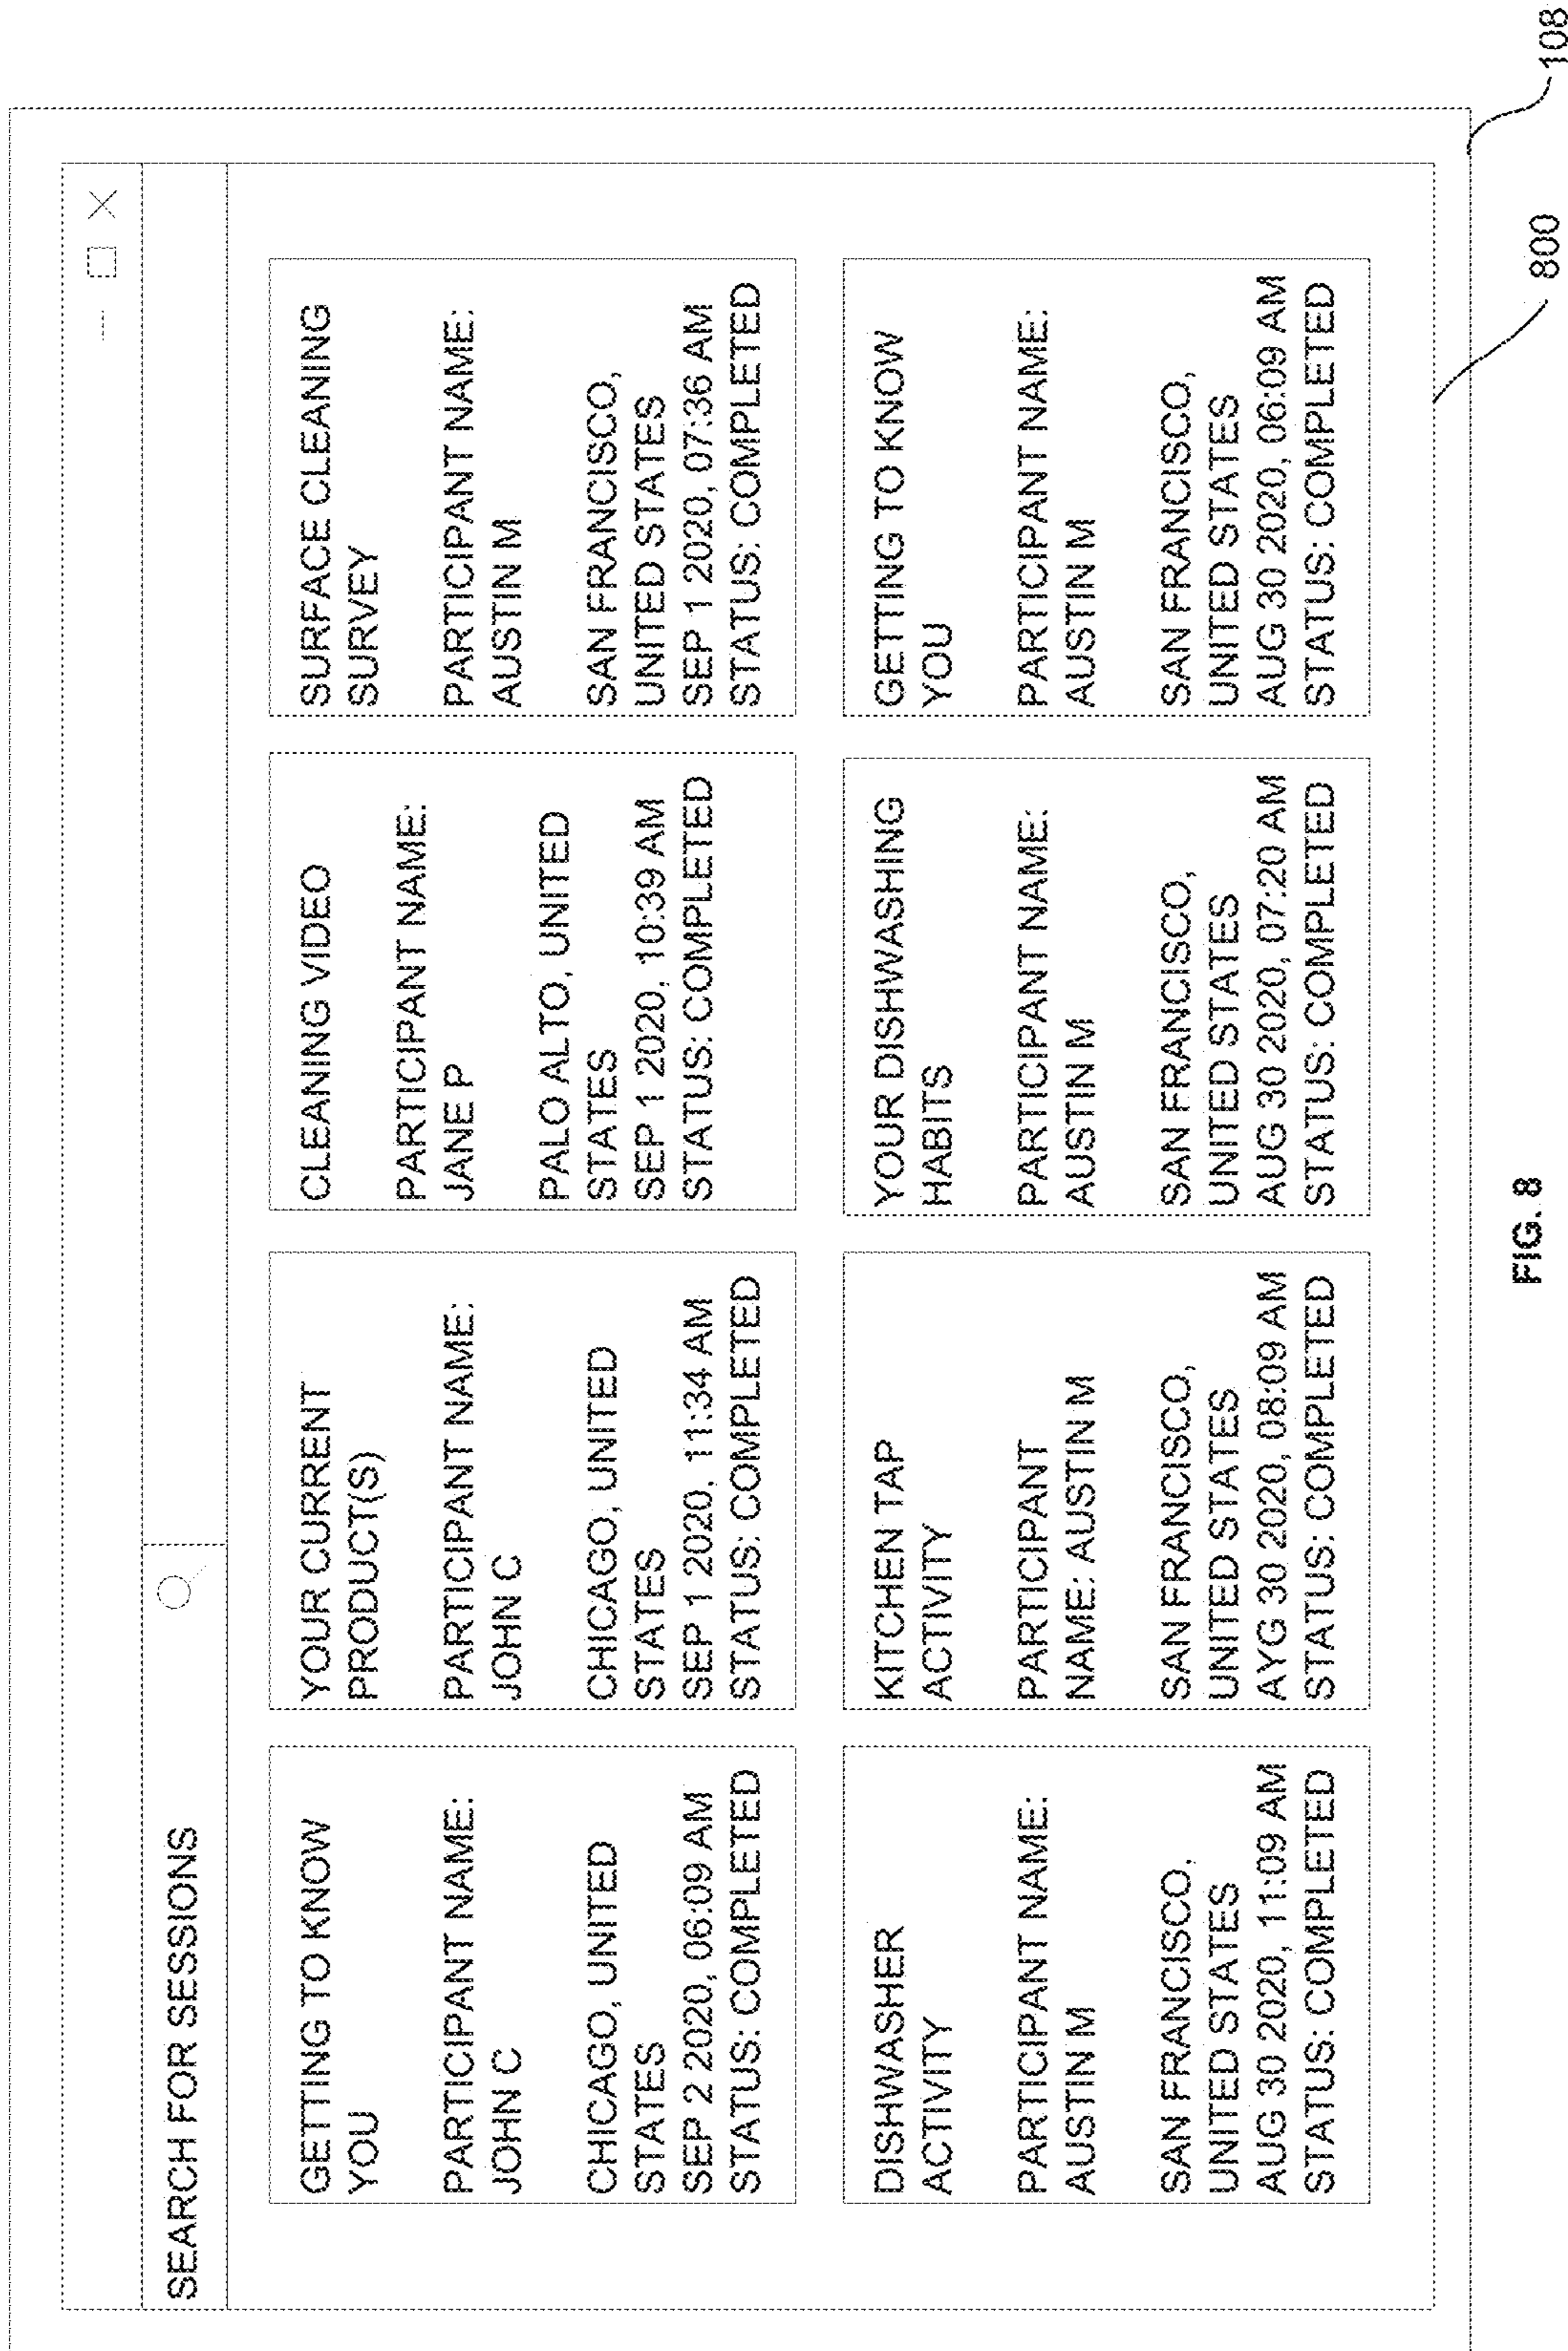 SEARCH FOR SESSIONS
GETTING TO KNOW
YOU
PARTICIPANT NAME:
JOHN C
CHICAGO, UNITED
STATES
SEP 2 2020, 06:09 AM
STATUS: COMPLETED
YOUR CURRENT
PRODUCT(S)
PARTICIPANT NAME:
JOHN C
CHICAGO, UNITED
STATES
SEP 1 2020, 11:34 AM
STATUS: COMPLETED
CLEANING VIDEO
PARTICIPANT NAME:
JANE P
PALO ALTO, UNITED
STATES
SEP 1 2020, 10:39 AM
STATUS: COMPLETED
SURFACE CLEANING
SURVEY
PARTICIPANT NAME:
AUSTIN M
SAN FRANCISCO,
UNITED STATES
SEP 1 2020, 07:36 AM
STATUS: COMPLETED
DISHWASHER
ACTIVITY
PARTICIPANT NAME:
AUSTIN M
SAN FRANCISCO,
UNITED STATES
AUG 30 2020, 11:09 AM
STATUS: COMPLETED
KITCHEN TAP
ACTIVITY
PARTICIPANT
NAME: AUSTIN M
SAN FRANCISCO,
UNITED STATES
AYG 30 2020, 08:09 AM
STATUS: COMPLETED
YOUR DISHWASHING
HABITS
PARTICIPANT NAME:
AUSTIN M
SAN FRANCISCO,
UNITED STATES
AUG 30 2020, 07:20 AM
STATUS: COMPLETED
GETTING TO KNOW
YOU
PARTICIPANT NAME:
AUSTIN M
SAN FRANCISCO,
UNITED STATES
AUG 30 2020, 06:09 AM
STATUS: COMPLETED
800
108
FIG. 8